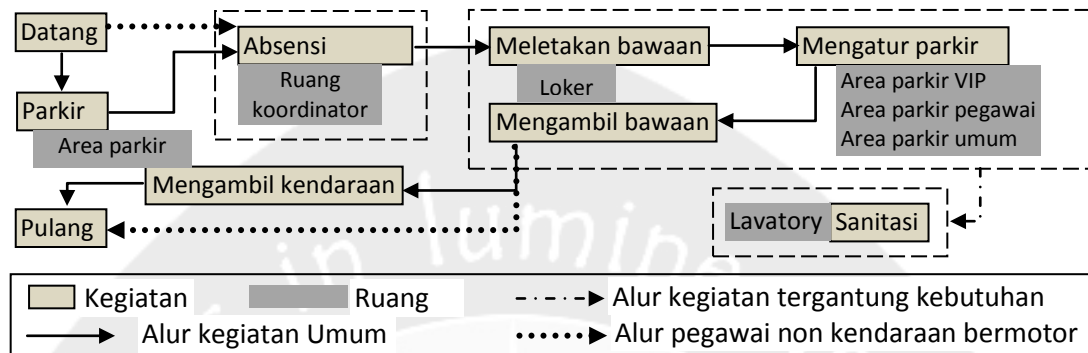 Datang
Absensi
Meletakan bawaan
Mengatur parkir
Ruang
koordinator
Loker
Area parkir VIP
Area parkir pegawai
Area parkir umum
Parkir
Area parkir
Mengambil bawaan
Mengambil kendaraan
Pulang
Lavatory
Sanitasi
in lumine
Kegiatan
Ruang
Alur kegiatan tergantung kebutuhan
Alur kegiatan Umum
Alur pegawai non kendaraan bermotor